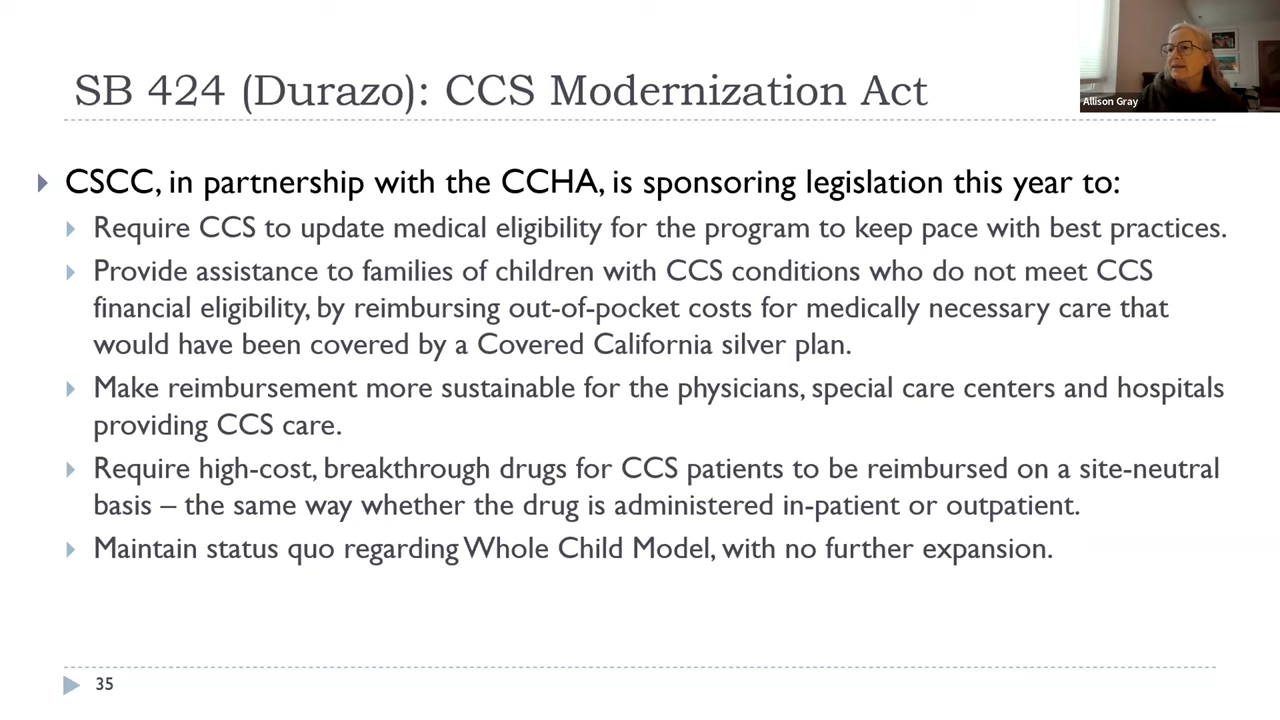 SB 424 (Durazo): CCS Modernization Act
Allison Gray
CSCC, in partnership with the CCHA, is sponsoring legislation this year to:
Require CCS to update medical eligibility for the program to keep pace with best practices.
Provide assistance to families of children with CCS conditions who do not meet CCS
financial eligibility, by reimbursing out-of-pocket costs for medically necessary care that
would have been covered by a Covered California silver plan.
Make reimbursement more sustainable for the physicians, special care centers and hospitals
providing CCS care.
Require high-cost, breakthrough drugs for CCS patients to be reimbursed on a site-neutral
basis – the same way whether the drug is administered in-patient or outpatient.
Maintain status quo regarding Whole Child Model, with no further expansion.
35